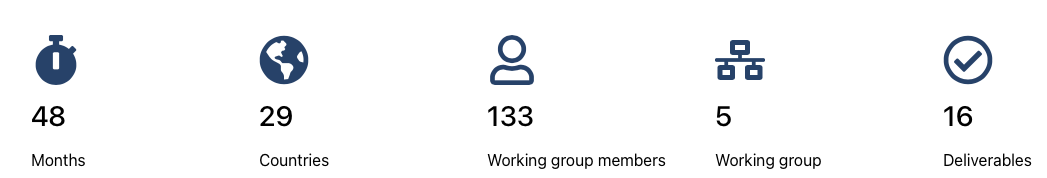 48 29 133 5 16
Months Countries Working group members Working group Deliverables